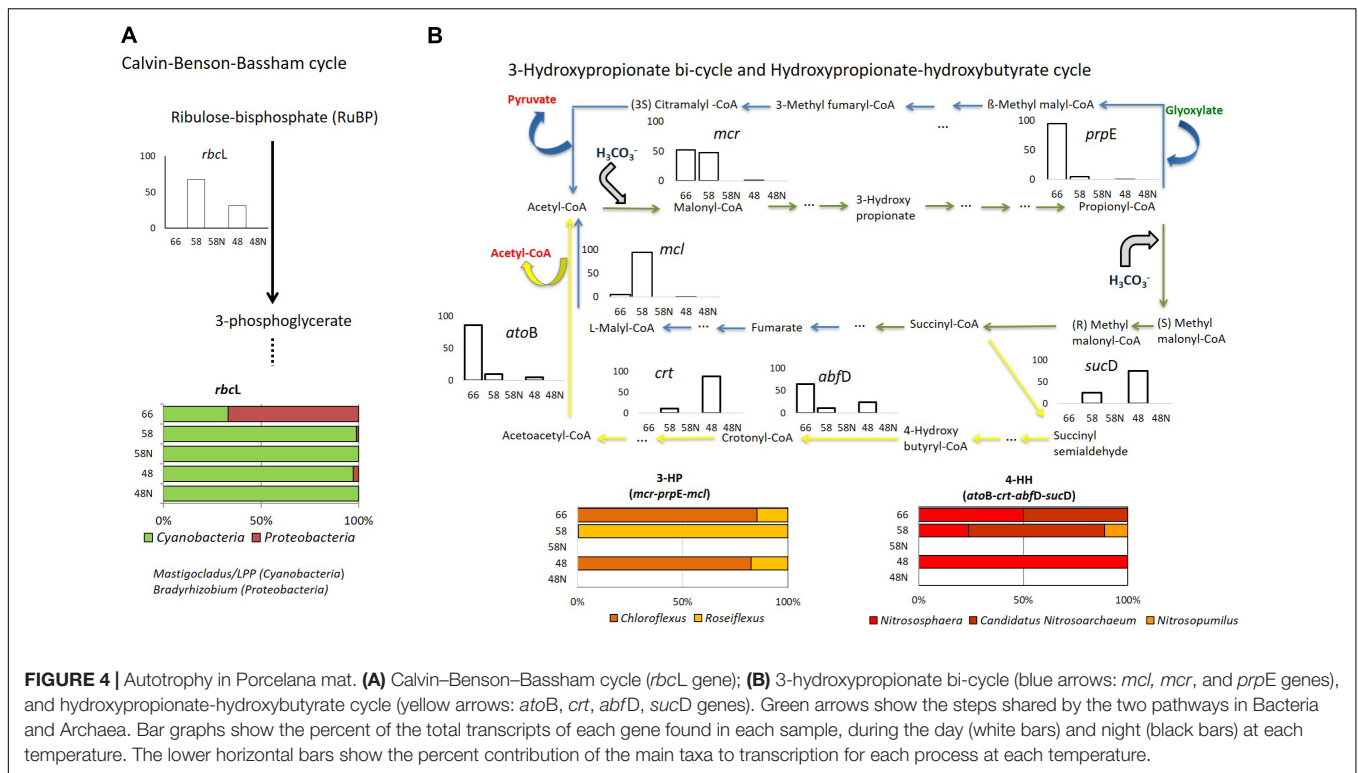 A
Calvin-Benson-Bassham cycle
Ribulose-bisphosphate (RuBP)
rbcL
100
50
0
66 58 58N 48 48N
3-phosphoglycerate
rbcL
66
58
58N
48
48N
0% 50% 100%
Cyanobacteria Proteobacteria
Mastigocladus/LPP (Cyanobacteria)
Bradyrhizobium (Proteobacteria)
B
3-Hydroxypropionate bi-cycle and Hydroxypropionate-hydroxybutyrate cycle
Pyruvate
(3S) Citramalyl -CoA
3-Methyl fumaryl-CoA
...
ß-Methyl malyl-CoA
Glyoxylate
H₃CO₃⁻
mcr
100
50
0
66 58 58N 48 48N
prpE
100
50
0
66 58 58N 48 48N
Acetyl-CoA
Malonyl-CoA
...
3-Hydroxy
propionate
...
...
Propionyl-CoA
Acetyl-CoA
mcl
100
50
0
66 58 58N 48 48N
H₃CO₃⁻
L-Malyl-CoA
...
Fumarate
...
Succinyl-CoA
(R) Methyl
malonyl-CoA
(S) Methyl
malonyl-CoA
atoB
100
50
0
66 58 58N 48 48N
crt
100
50
0
66 58 58N 48 48N
abfD
100
50
0
66 58 58N 48 48N
sucD
100
50
0
66 58 58N 48 48N
Acetoacetyl-CoA
...
Crotonyl-CoA
4-Hydroxy
butyryl-CoA
...
Succinyl
semialdehyde
3-HP
(mcr-prpE-mcl)
66
58
58N
48
48N
0% 50% 100%
Chloroflexus Roseiflexus
4-HH
(atoB-crt-abfD-sucD)
66
58
58N
48
48N
0% 50% 100%
Nitrososphaera Candidatus Nitrosoarchaeum Nitrosopumilus
FIGURE 4 | Autotrophy in Porcelana mat. (A) Calvin–Benson–Bassham cycle (rbcL gene); (B) 3-hydroxypropionate bi-cycle (blue arrows: mcl, mcr, and prpE genes),
and hydroxypropionate-hydroxybutyrate cycle (yellow arrows: atoB, crt, abfD, sucD genes). Green arrows show the steps shared by the two pathways in Bacteria
and Archaea. Bar graphs show the percent of the total transcripts of each gene found in each sample, during the day (white bars) and night (black bars) at each
temperature. The lower horizontal bars show the percent contribution of the main taxa to transcription for each process at each temperature.